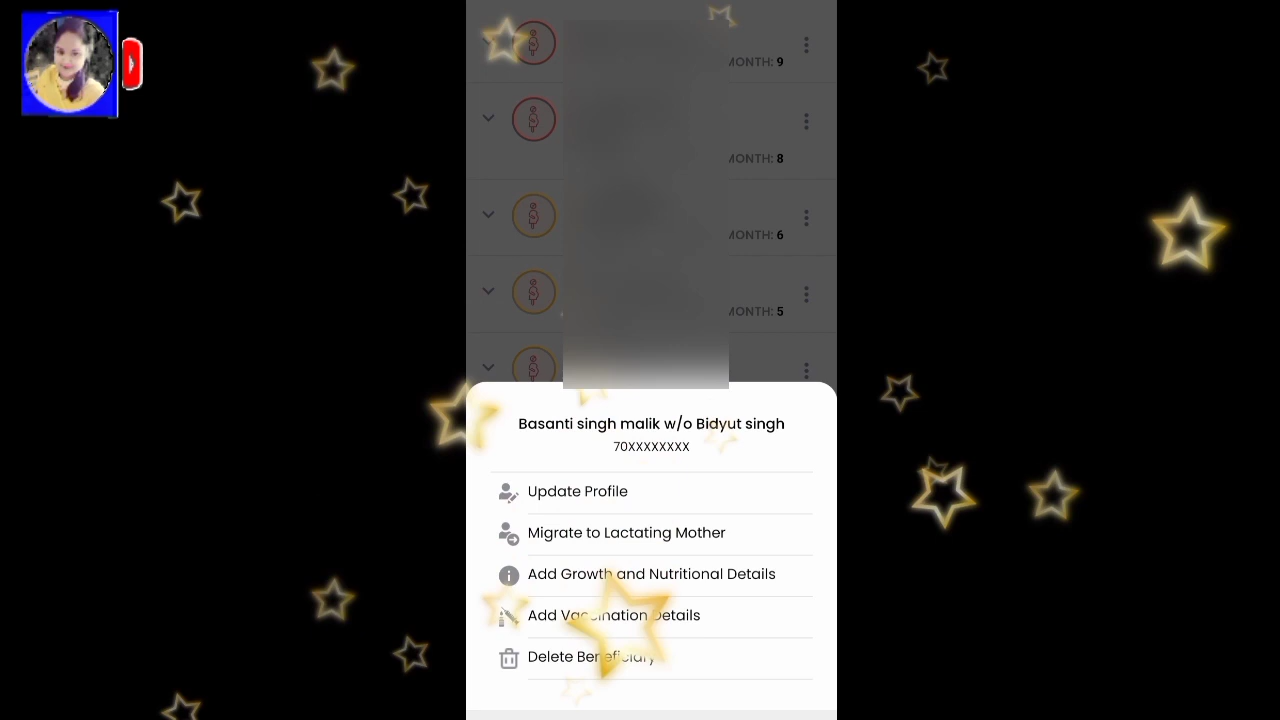 MONTH: 9
MONTH: 8
MONTH: 6
MONTH: 5
Basanti singh malik w/o Bidyut singh
70XXXXXXXX
Update Profile
Migrate to Lactating Mother
Add Growth and Nutritional Details
Add Vaccination Details
Delete Beneficiary